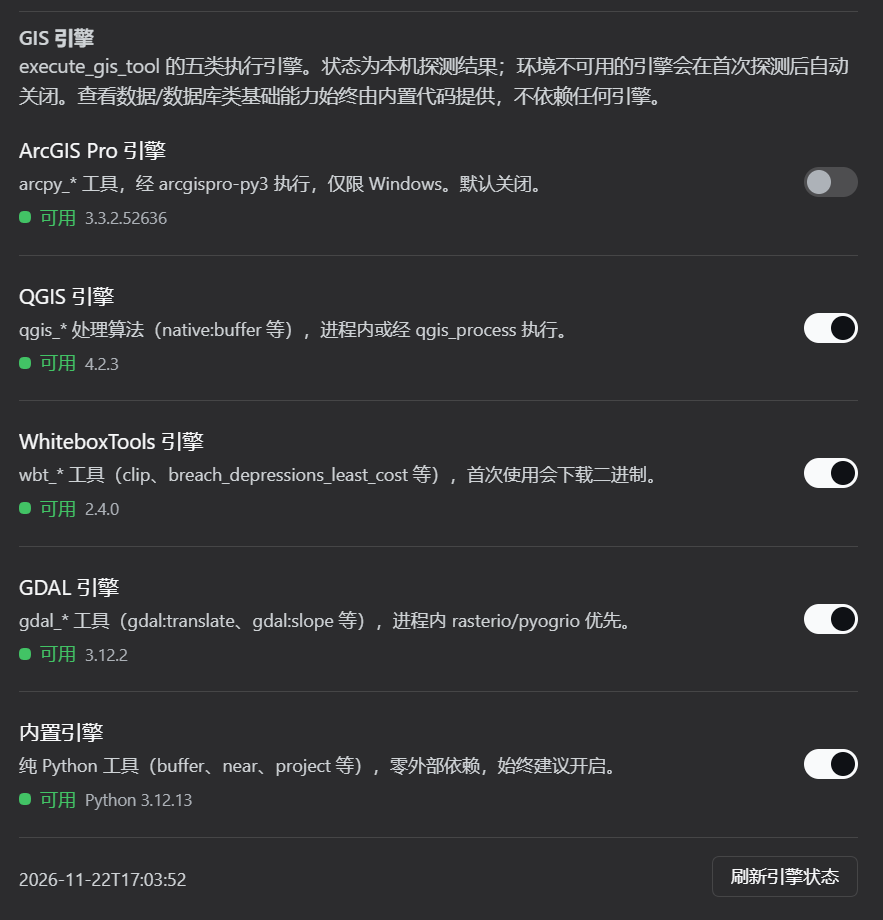 GIS 引擎
execute_gis_tool 的五类执行引擎。状态为本机探测结果；环境不可用的引擎会在首次探测后自动
关闭。查看数据/数据库类基础能力始终由内置代码提供，不依赖任何引擎。
ArcGIS Pro 引擎
arcpy_* 工具，经 arcgispro-py3 执行，仅限 Windows。默认关闭。
可用 3.3.2.52636
QGIS 引擎
qgis_* 处理算法（native:buffer 等），进程内或经 qgis_process 执行。
可用 4.2.3
WhiteboxTools 引擎
wbt_* 工具（clip、breach_depressions_least_cost 等），首次使用会下载二进制。
可用 2.4.0
GDAL 引擎
gdal_* 工具（gdal:translate、gdal:slope 等），进程内 rasterio/pyogrio 优先。
可用 3.12.2
内置引擎
纯 Python 工具（buffer、near、project 等），零外部依赖，始终建议开启。
可用 Python 3.12.13
2026-11-22T17:03:52
刷新引擎状态